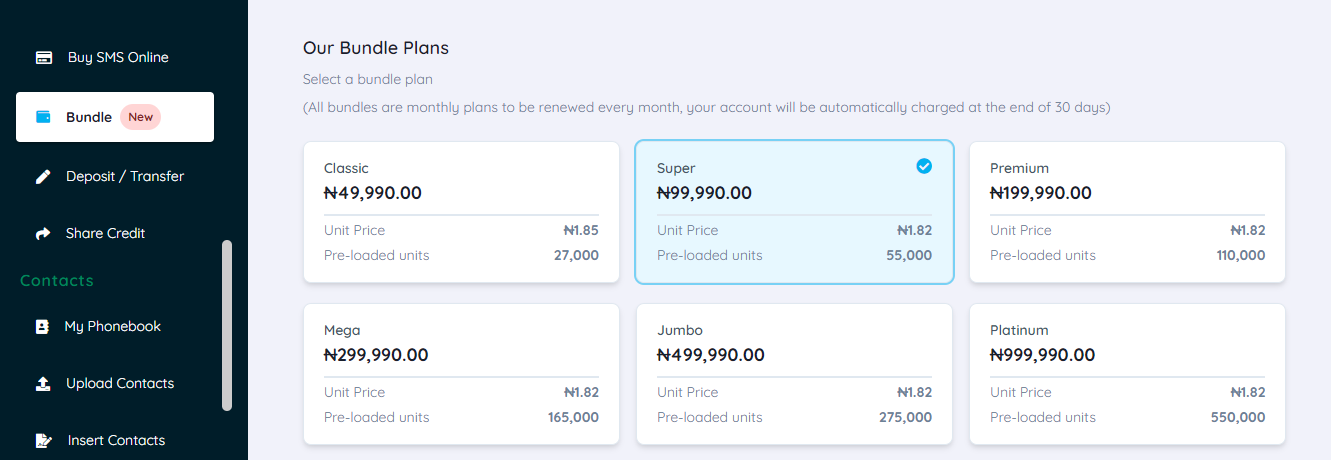 Buy SMS Online
Bundle New
Deposit / Transfer
Share Credit
Contacts
My Phonebook
Upload Contacts
Insert Contacts
Our Bundle Plans
Select a bundle plan
(All bundles are monthly plans to be renewed every month, your account will be automatically charged at the end of 30 days)
Classic
₦49,990.00
Unit Price ₦1.85
Pre-loaded units 27,000
Super
₦99,990.00
Unit Price ₦1.82
Pre-loaded units 55,000
Premium
₦199,990.00
Unit Price ₦1.82
Pre-loaded units 110,000
Mega
₦299,990.00
Unit Price ₦1.82
Pre-loaded units 165,000
Jumbo
₦499,990.00
Unit Price ₦1.82
Pre-loaded units 275,000
Platinum
₦999,990.00
Unit Price ₦1.82
Pre-loaded units 550,000